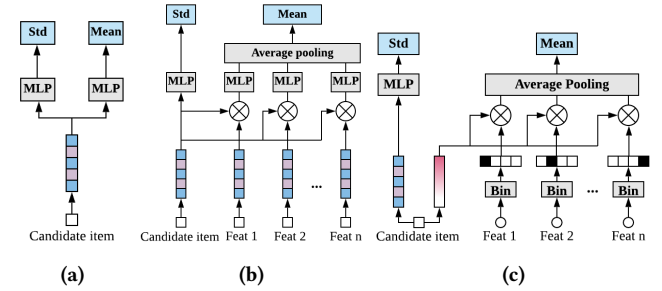 Std Mean
MLP MLP
Candidate item
(a)
Std Mean
Average pooling
MLP MLP MLP MLP
...
Candidate item Feat 1 Feat 2 Feat n
(b)
Std Mean
MLP Average Pooling
Bin Bin ... Bin
Candidate item Feat 1 Feat 2 Feat n
(c)